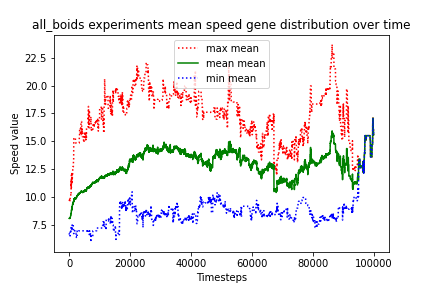 all_boids experiments mean speed gene distribution over time
max mean
mean mean
min mean
Speed value
22.5
20.0
17.5
15.0
12.5
10.0
7.5
0
20000
40000
60000
80000
100000
Timesteps